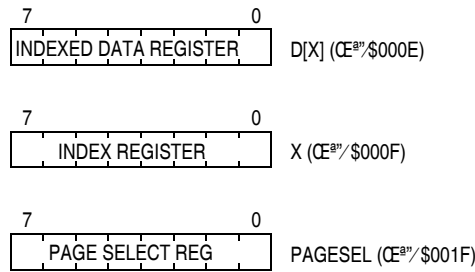 7 0
INDEXED DATA REGISTER D[X] (Œª”⁄$000E)
7 0
INDEX REGISTER X (Œª”⁄$000F)
7 0
PAGE SELECT REG PAGESEL (Œª”⁄$001F)